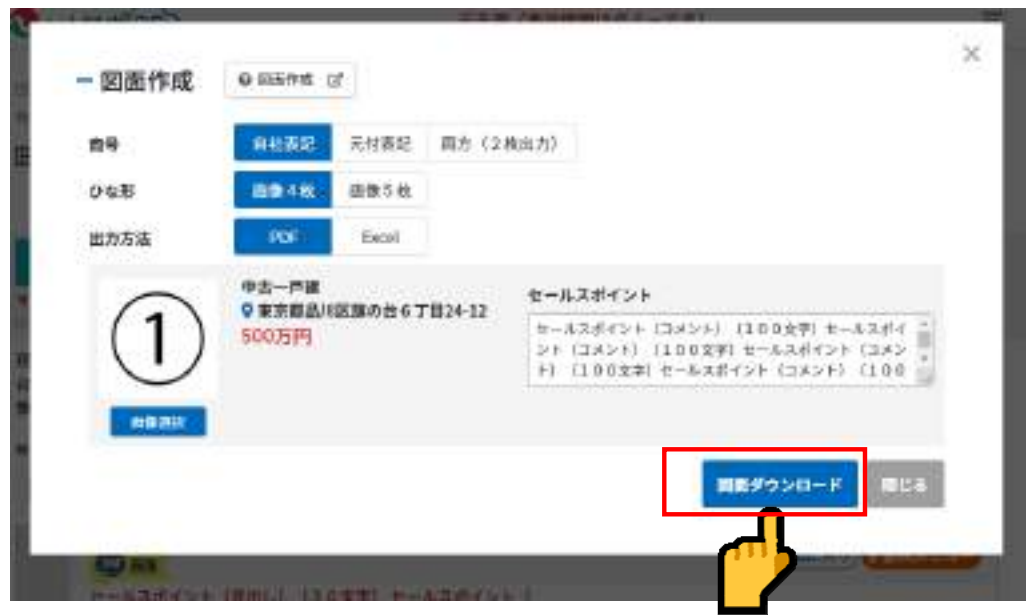 図面作成
図面作成
商号
自社表記
元付表記
両方（２枚出力）
ひな形
画像４枚
画像５枚
出力方法
PDF
Excel
①
中古一戸建
東京都品川区旗の台６丁目24-12
500万円
画像選択
セールスポイント
セールスポイント（コメント）（１００文字）セールスポイ
ント（コメント）（１００文字）セールスポイント（コメン
ト）（１００文字）セールスポイント（コメント）（１００
図面ダウンロード
閉じる